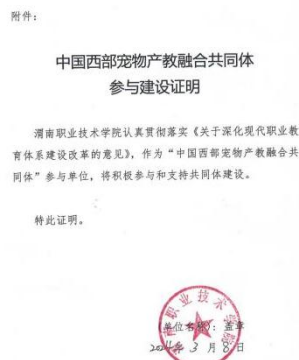 附件：
中国西部宠物产教融合共同体
参与建设证明
渭南职业技术学院认真贯彻落实《关于深化现代职业教
育体系建设改革的意见》，作为“中国西部宠物产教融合共
同体”参与单位，将积极参与和支持共同体建设。
特此证明。
（单位名称）：盖章
2024年 3 月 8 日